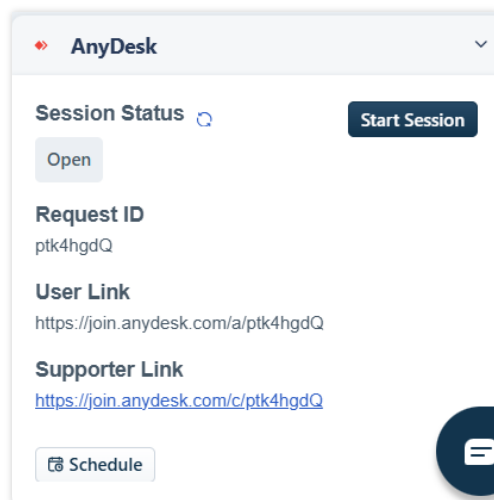 AnyDesk
Session Status
Start Session
Open
Request ID
ptk4hgdQ
User Link
https://join.anydesk.com/a/ptk4hgdQ
Supporter Link
https://join.anydesk.com/c/ptk4hgdQ
Schedule